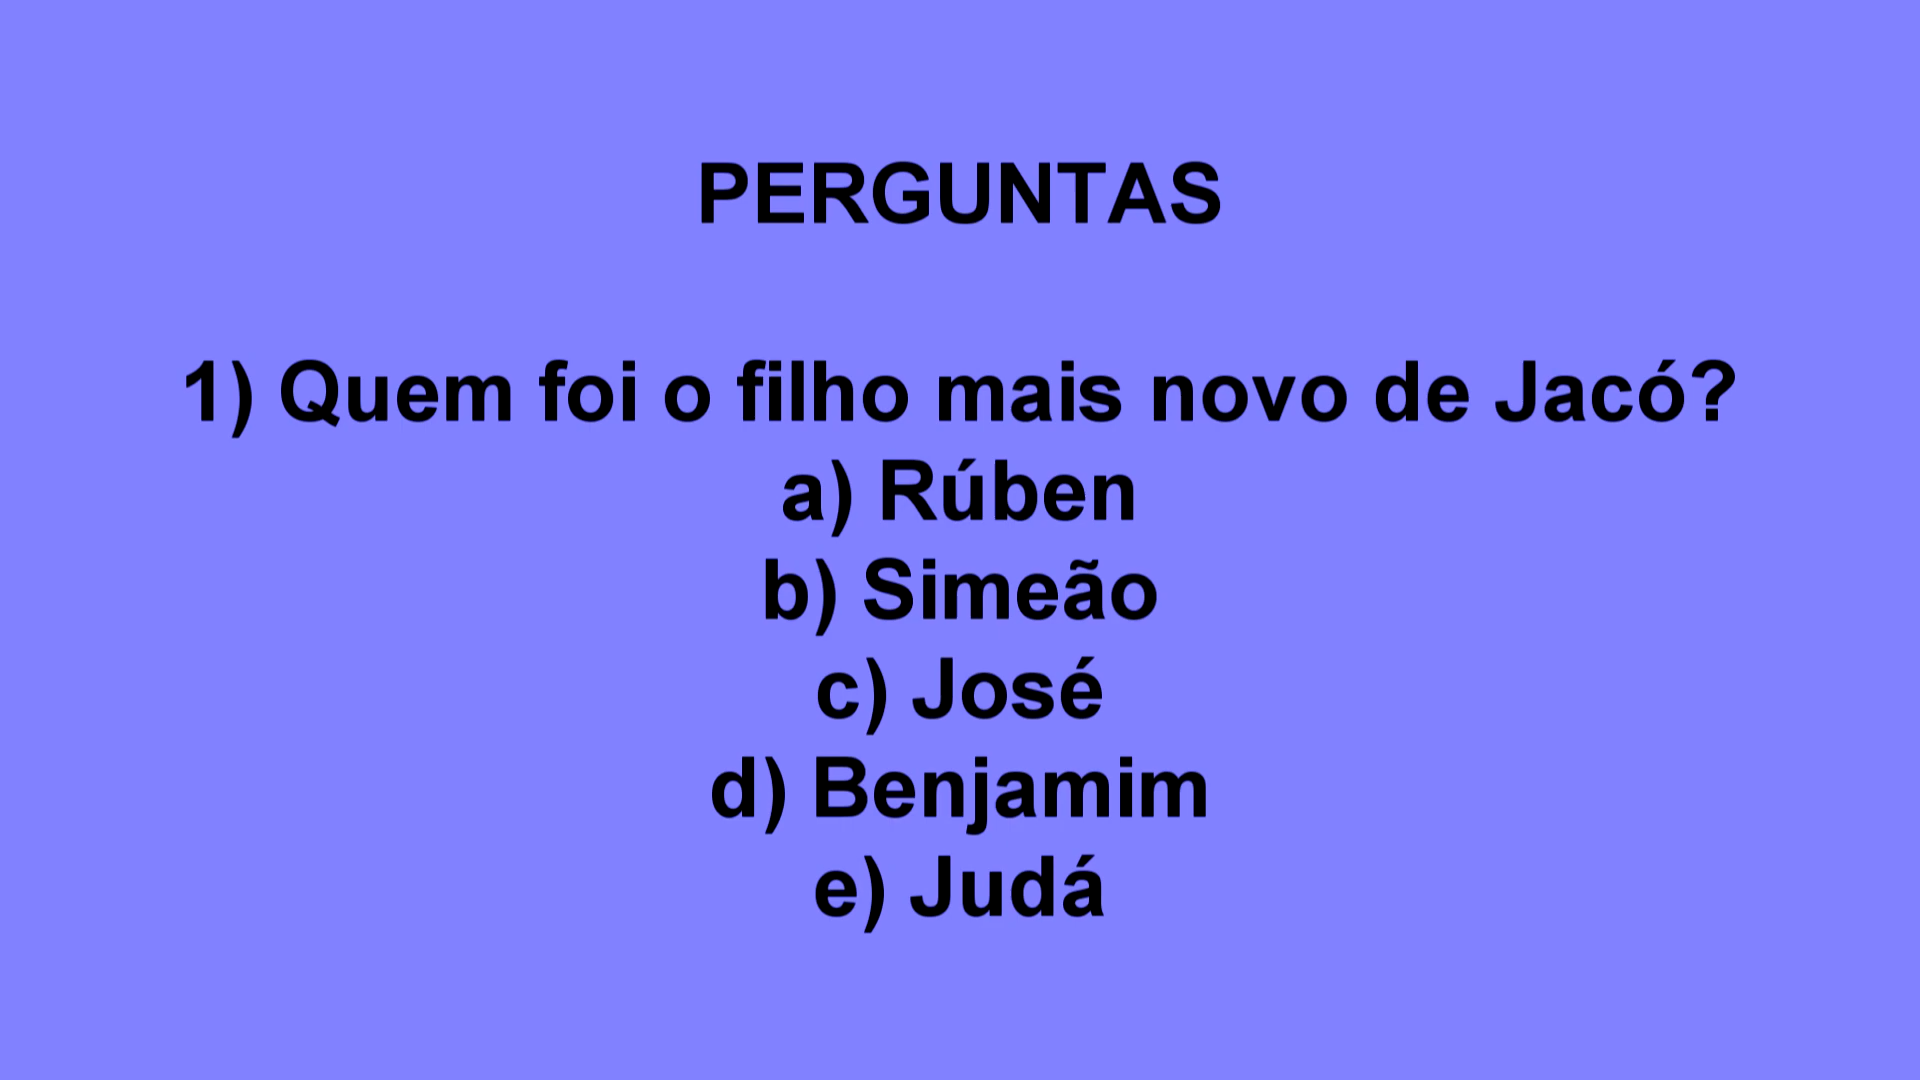 PERGUNTAS
1) Quem foi o filho mais novo de Jacó?
a) Rúben
b) Simeão
c) José
d) Benjamim
e) Judá